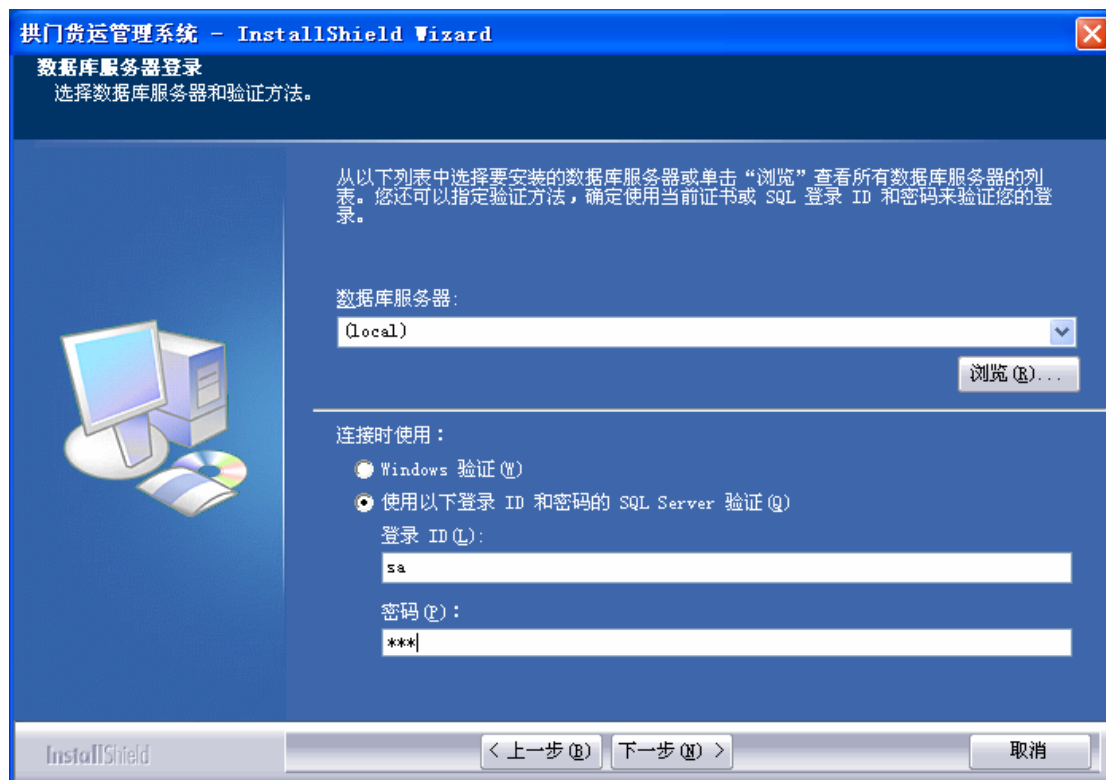 拱门货运管理系统 - InstallShield Wizard
数据库服务器登录
选择数据库服务器和验证方法。
从以下列表中选择要安装的数据库服务器或单击“浏览”查看所有数据库服务器的列
表。您还可以指定验证方法,确定使用当前证书或 SQL 登录 ID 和密码来验证您的登
录。
数据库服务器:
(local)
浏览(R)...
连接时使用：
Windows 验证(W)
使用以下登录 ID 和密码的 SQL Server 验证(Q)
登录 ID(L):
sa
密码(P)：
***
InstallShield
< 上一步(B)
下一步(N) >
取消